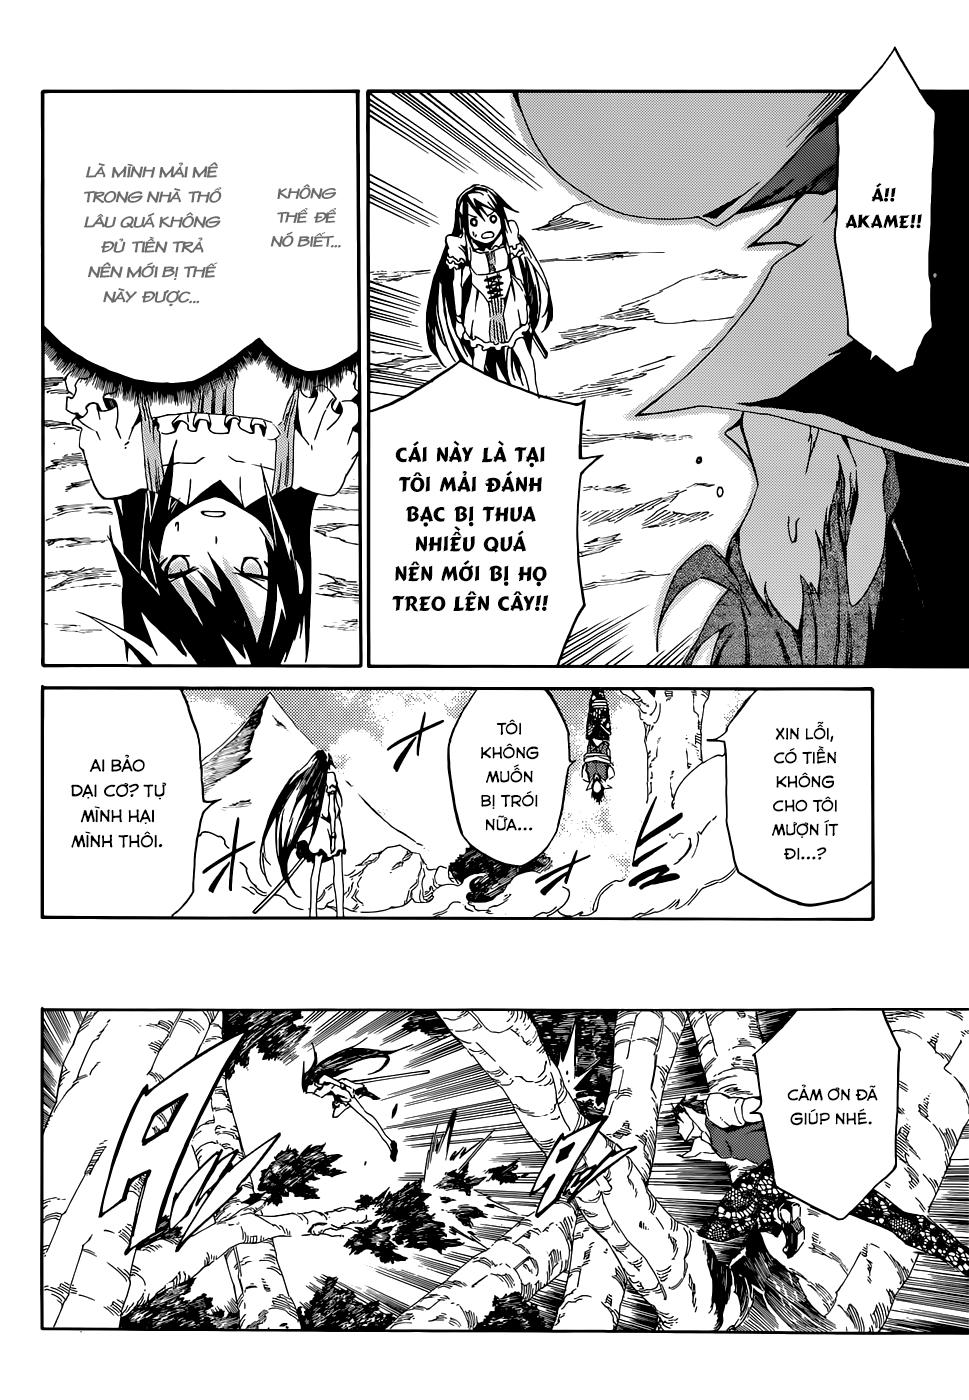 Á!!
AKAME!!
CÁI NÀY LÀ TẠI
TÔI MẢI ĐÁNH
BẠC BỊ THUA
NHIỀU QUÁ
NÊN MỚI BỊ HỌ
TREO LÊN CÂY!!
KHÔNG
THỂ ĐỂ
NÓ BIẾT...
LÀ MÌNH MẢI MÊ
TRONG NHÀ THỔ
LÂU QUÁ KHÔNG
ĐỦ TIỀN TRẢ
NÊN MỚI BỊ THẾ
NÀY ĐƯỢC...
XIN LỖI,
CÓ TIỀN
KHÔNG
CHO TÔI
MƯỢN ÍT
ĐI...?
TÔI
KHÔNG
MUỐN
BỊ TRÓI
NỮA...
AI BẢO
DẠI CƠ? TỰ
MÌNH HẠI
MÌNH THÔI.
CẢM ƠN ĐÃ
GIÚP NHÉ.